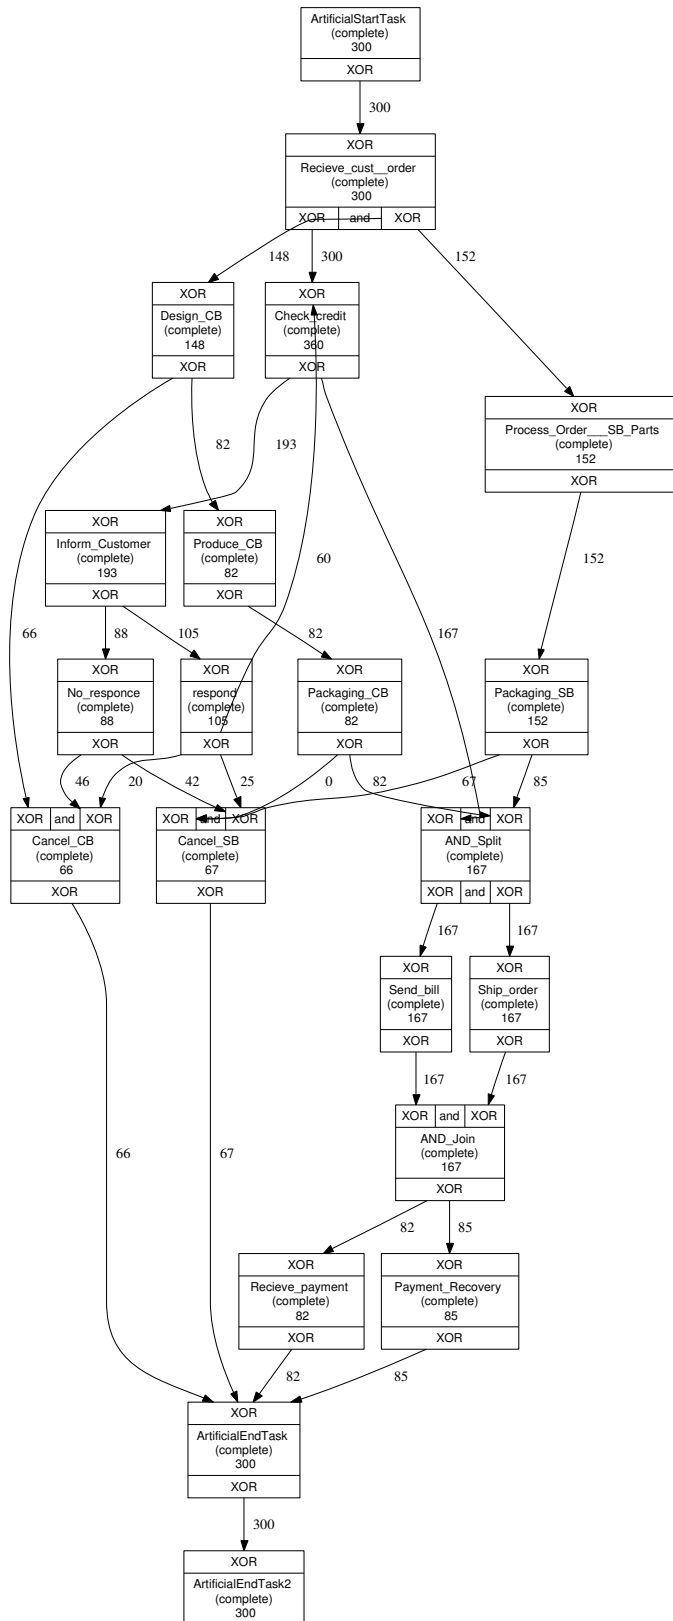 ArtificialStartTask
(complete)
300
XOR
300
XOR
Recieve_cust__order
(complete)
300
XOR and XOR
148 300 152
XOR XOR
Design_CB Check_credit
(complete) (complete)
148 360
XOR XOR
XOR
Process_Order___SB_Parts
(complete)
152
XOR
82 193
XOR XOR
Inform_Customer Produce_CB
(complete) (complete)
193 82
XOR XOR
60 152
66 88 105 82 167
XOR XOR XOR XOR
No_responce respond Packaging_CB Packaging_SB
(complete) (complete) (complete) (complete)
88 105 82 152
XOR XOR XOR XOR
46 20 42 25 0 82 67 85
XOR and XOR XOR and XOR XOR and XOR
Cancel_CB Cancel_SB AND_Split
(complete) (complete) (complete)
66 67 167
XOR XOR XOR and XOR
167 167
XOR XOR
Send_bill Ship_order
(complete) (complete)
167 167
XOR XOR
167 167
XOR and XOR
AND_Join
(complete)
167
XOR
66 67
82 85
XOR XOR
Recieve_payment Payment_Recovery
(complete) (complete)
82 85
XOR XOR
82 85
XOR
ArtificialEndTask
(complete)
300
XOR
300
XOR
ArtificialEndTask2
(complete)
300